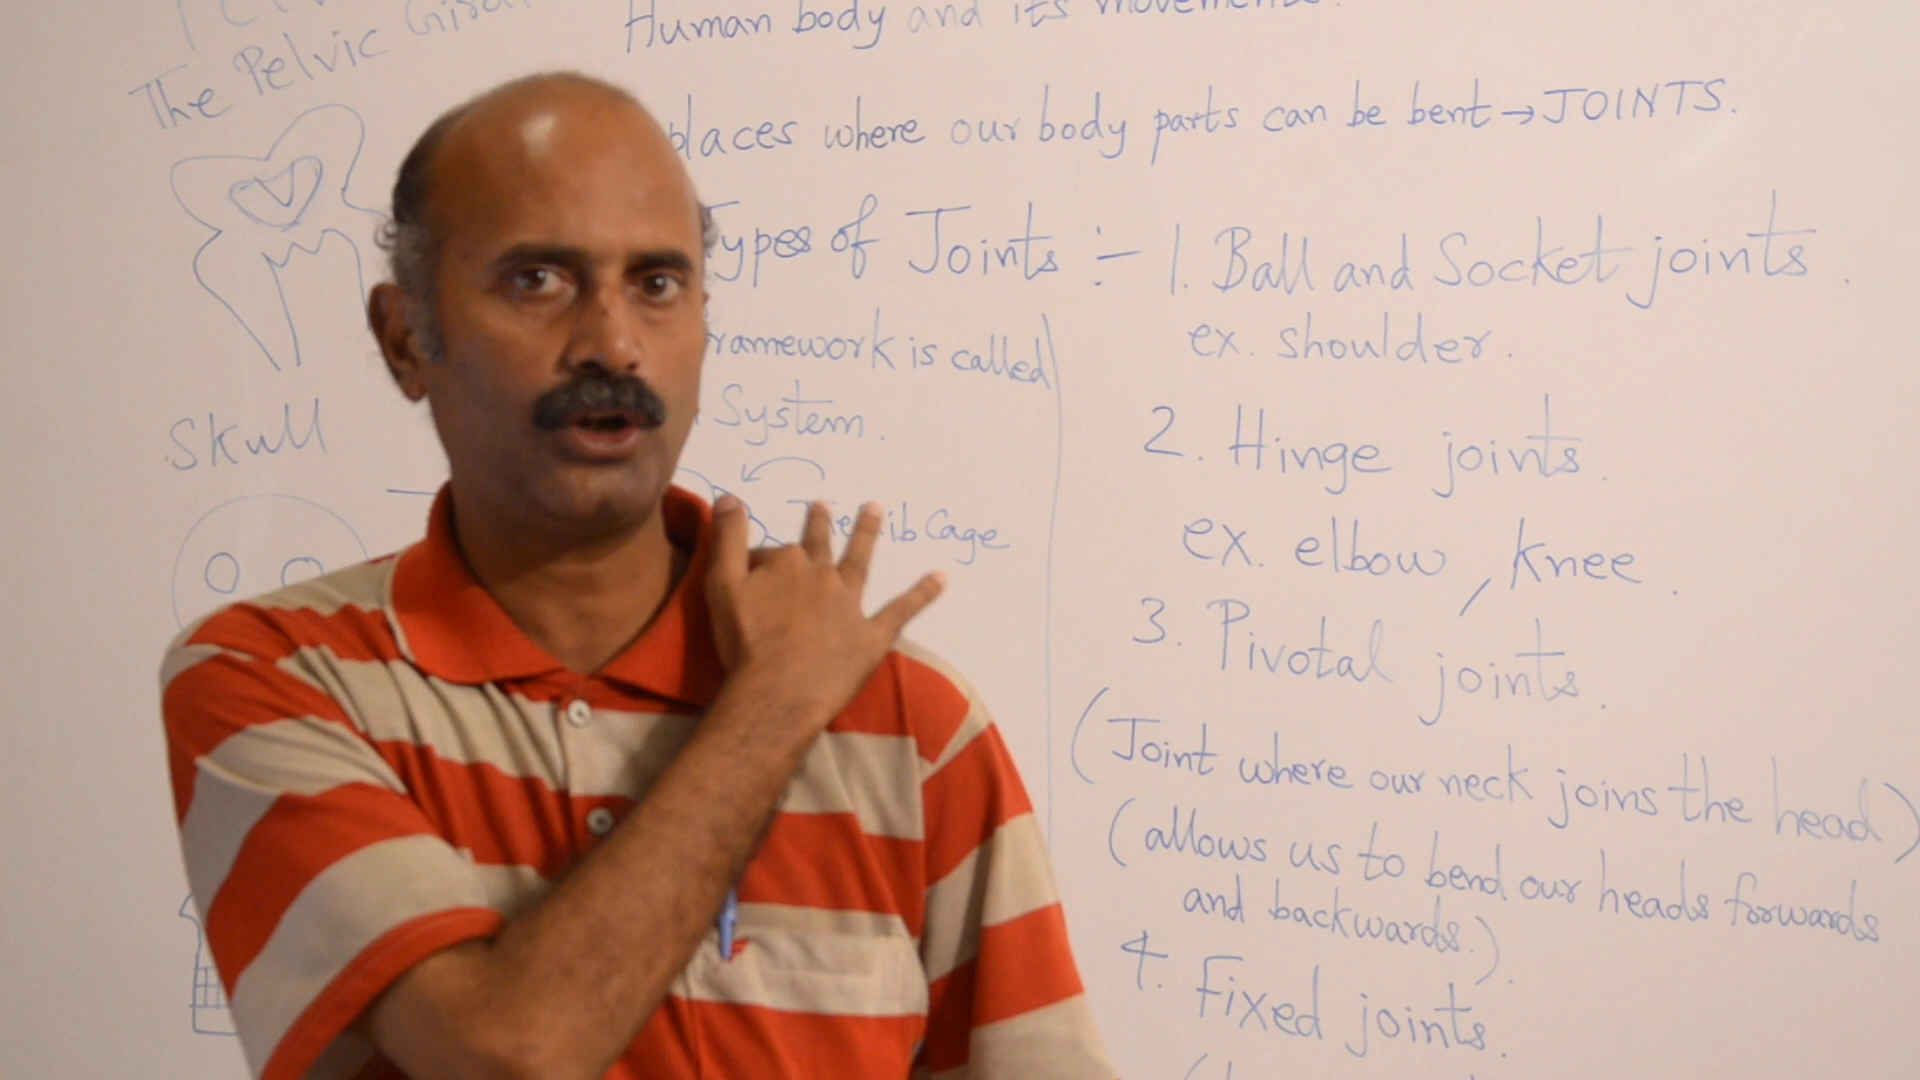 The Pelvic Girdl
Human body and its movements.
places where our body parts can be bent → JOINTS.
Types of Joints :- 1. Ball and Socket joints.
ex. shoulder.
ramework is called
System.
Skull
The rib Cage
2. Hinge joints.
ex. elbow, knee.
3. Pivotal joints.
(Joint where our neck joins the head)
(allows us to bend our heads forwards
and backwards.).
4. Fixed joints.